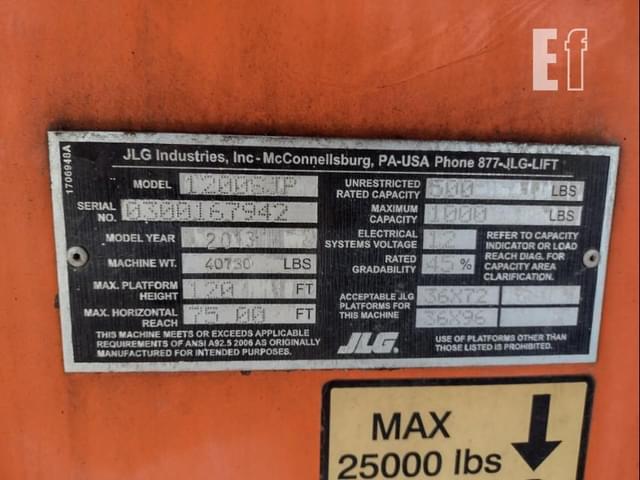 Ef
1706948A
JLG Industries, Inc - McConnellsburg, PA-USA Phone 877-JLG-LIFT
MODEL 1200SJP
SERIAL NO. 0300167942
MODEL YEAR 2013
MACHINE WT. 40730 LBS
MAX. PLATFORM HEIGHT 120 FT
MAX. HORIZONTAL REACH 75.00 FT
THIS MACHINE MEETS OR EXCEEDS APPLICABLE
REQUIREMENTS OF ANSI A92.5 2006 AS ORIGINALLY
MANUFACTURED FOR INTENDED PURPOSES.
UNRESTRICTED RATED CAPACITY 500 LBS
MAXIMUM CAPACITY 1000 LBS
ELECTRICAL SYSTEMS VOLTAGE 12
RATED GRADABILITY 45 %
REFER TO CAPACITY
INDICATOR OR LOAD
REACH DIAG. FOR
CAPACITY AREA
CLARIFICATION.
ACCEPTABLE JLG
PLATFORMS FOR
THIS MACHINE
36X72
36X96
JLG.
USE OF PLATFORMS OTHER THAN
THOSE LISTED IS PROHIBITED.
MAX
25000 lbs